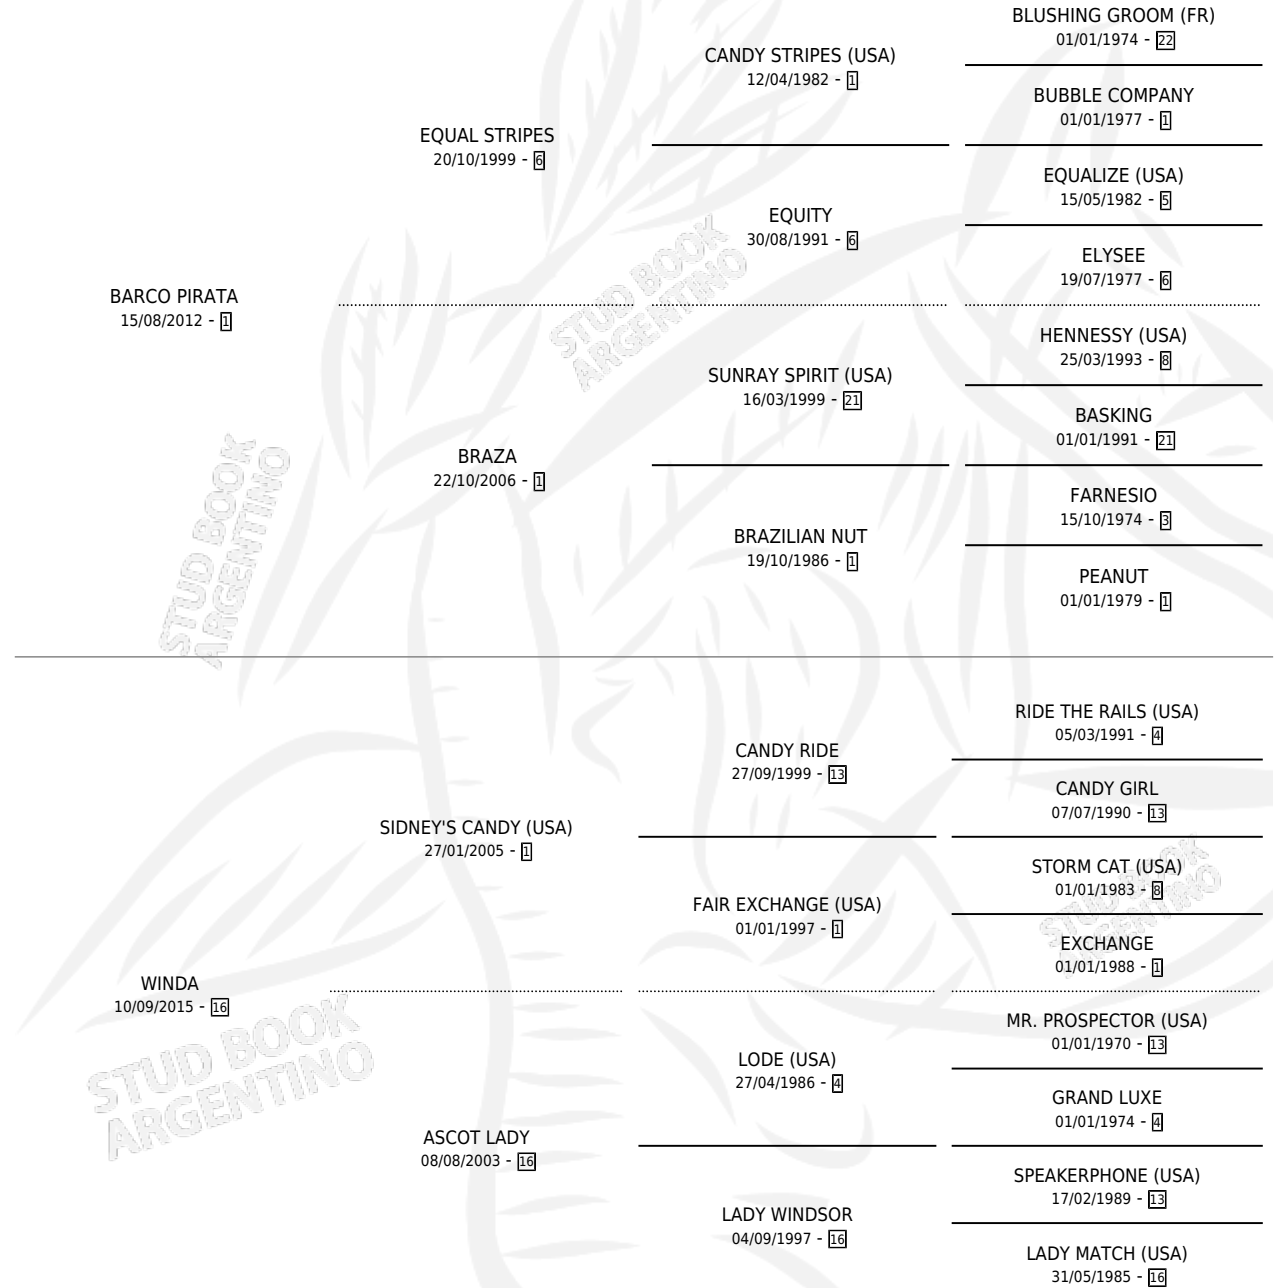 BLUSHING GROOM (FR)
01/01/1974 - 22
CANDY STRIPES (USA)
12/04/1982 - 1
BUBBLE COMPANY
01/01/1977 - 1
EQUAL STRIPES
20/10/1999 - 6
EQUALIZE (USA)
15/05/1982 - 5
EQUITY
30/08/1991 - 6
ELYSEE
19/07/1977 - 6
BARCO PIRATA
15/08/2012 - 1
HENNESSY (USA)
25/03/1993 - 8
SUNRAY SPIRIT (USA)
16/03/1999 - 21
BASKING
01/01/1991 - 21
BRAZA
22/10/2006 - 1
FARNESIO
15/10/1974 - 3
BRAZILIAN NUT
19/10/1986 - 1
PEANUT
01/01/1979 - 1
RIDE THE RAILS (USA)
05/03/1991 - 4
CANDY RIDE
27/09/1999 - 13
CANDY GIRL
07/07/1990 - 13
SIDNEY'S CANDY (USA)
27/01/2005 - 1
STORM CAT (USA)
01/01/1983 - 8
FAIR EXCHANGE (USA)
01/01/1997 - 1
EXCHANGE
01/01/1988 - 1
WINDA
10/09/2015 - 16
MR. PROSPECTOR (USA)
01/01/1970 - 13
LODE (USA)
27/04/1986 - 4
GRAND LUXE
01/01/1974 - 4
ASCOT LADY
08/08/2003 - 16
SPEAKERPHONE (USA)
17/02/1989 - 13
LADY WINDSOR
04/09/1997 - 16
LADY MATCH (USA)
31/05/1985 - 16
STUD BOOK
ARGENTINO
STUD BOOK
ARGENTINO
STUD BOOK
ARGENTINO
STUD BOOK
ARGENTINO